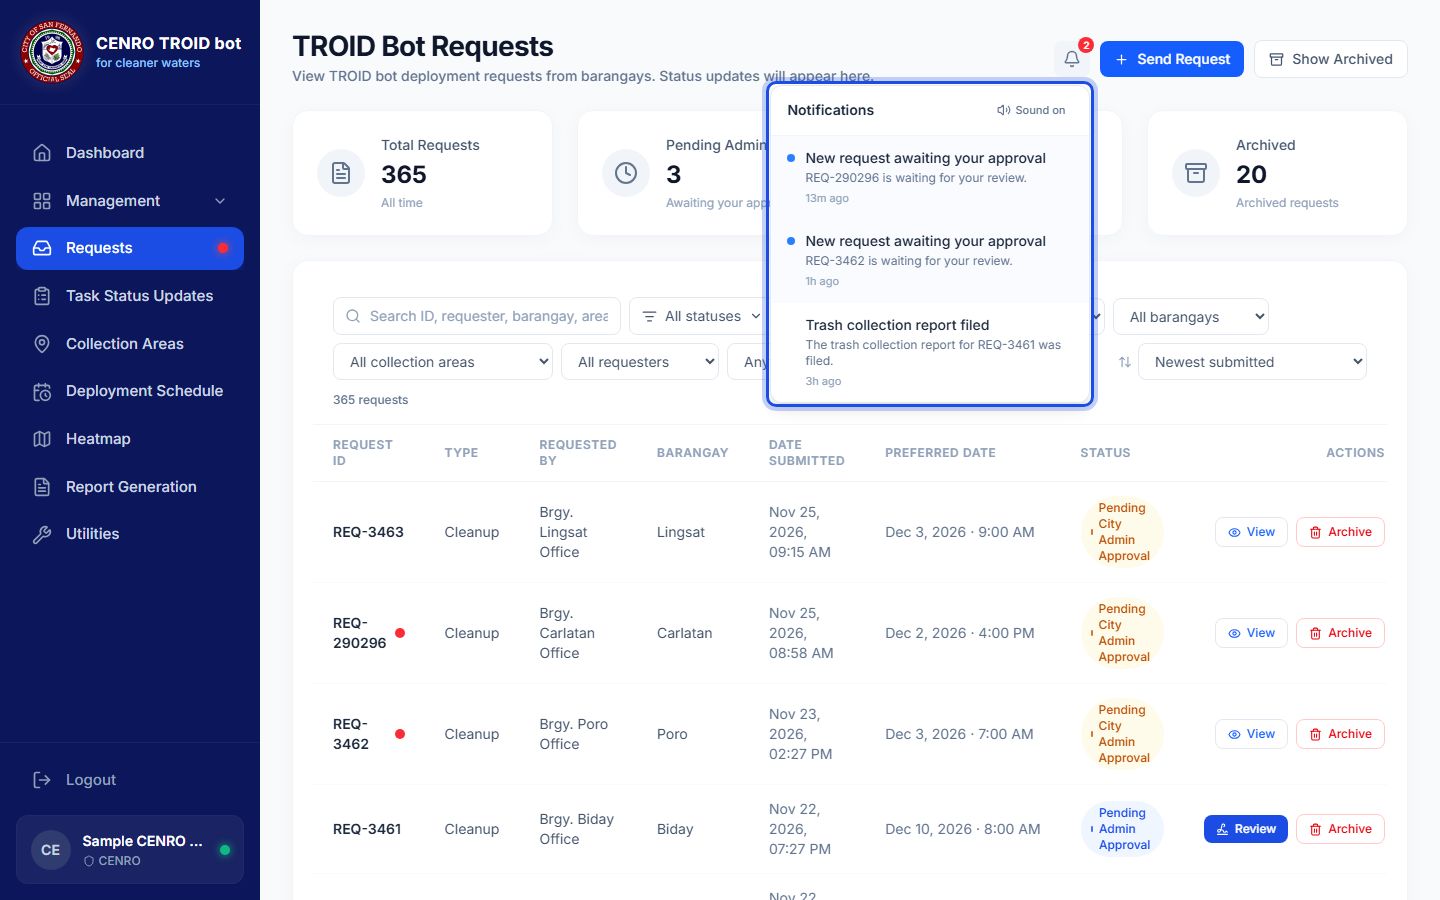 CITY OF SAN FERNANDO
OFFICIAL SEAL
CENRO TROID bot
for cleaner waters
Dashboard
Management
Requests
Task Status Updates
Collection Areas
Deployment Schedule
Heatmap
Report Generation
Utilities
Logout
CE
Sample CENRO ...
CENRO
TROID Bot Requests
View TROID bot deployment requests from barangays. Status updates will appear here.
2
Send Request
Show Archived
Total Requests
365
All time
Pending Admin
3
Awaiting your app
Archived
20
Archived requests
Notifications
Sound on
New request awaiting your approval
REQ-290296 is waiting for your review.
13m ago
New request awaiting your approval
REQ-3462 is waiting for your review.
1h ago
Trash collection report filed
The trash collection report for REQ-3461 was
filed.
3h ago
Search ID, requester, barangay, area
All statuses
All barangays
All collection areas
All requesters
Any
Newest submitted
365 requests
REQUEST
ID
TYPE
REQUESTED
BY
BARANGAY
DATE
SUBMITTED
PREFERRED DATE
STATUS
ACTIONS
REQ-3463
Cleanup
Brgy.
Lingsat
Office
Lingsat
Nov 25,
2026,
09:15 AM
Dec 3, 2026 · 9:00 AM
Pending
City
Admin
Approval
View
Archive
REQ-
290296
Cleanup
Brgy.
Carlatan
Office
Carlatan
Nov 25,
2026,
08:58 AM
Dec 2, 2026 · 4:00 PM
Pending
City
Admin
Approval
View
Archive
REQ-
3462
Cleanup
Brgy. Poro
Office
Poro
Nov 23,
2026,
02:27 PM
Dec 3, 2026 · 7:00 AM
Pending
City
Admin
Approval
View
Archive
REQ-3461
Cleanup
Brgy. Biday
Office
Biday
Nov 22,
2026,
07:27 PM
Dec 10, 2026 · 8:00 AM
Pending
Admin
Approval
Review
Archive
Nov 22,